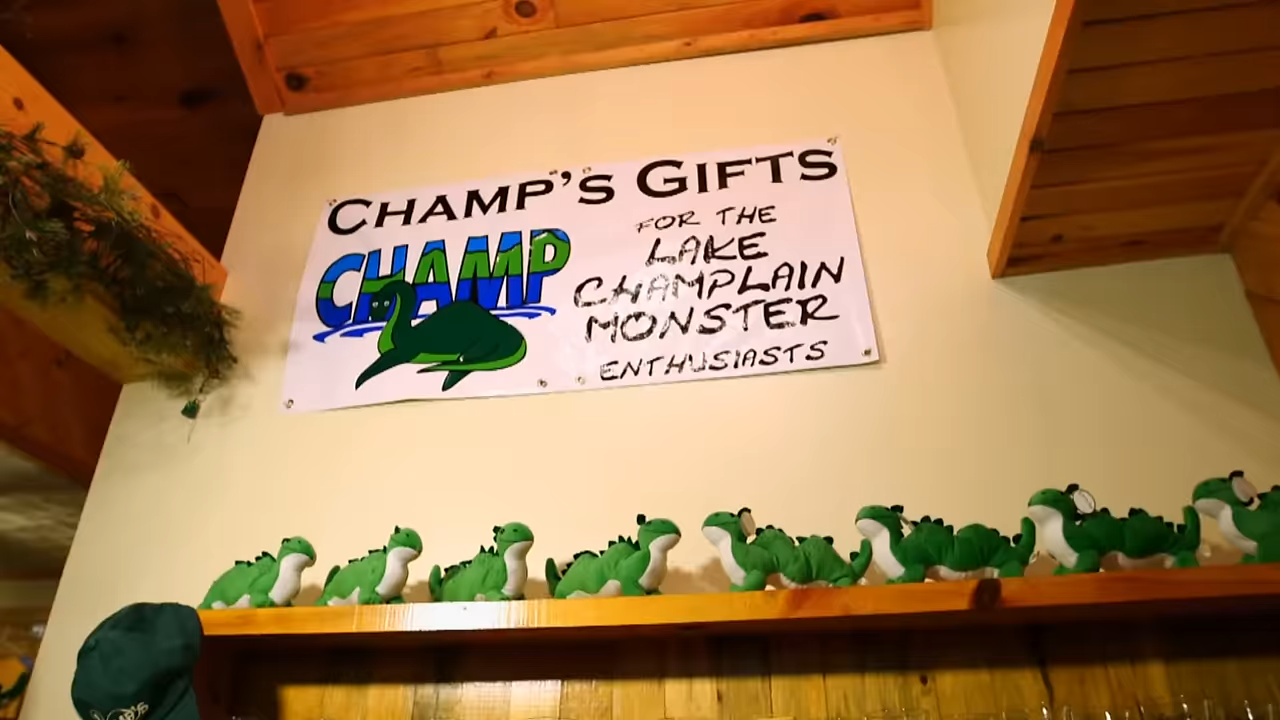 CHAMP'S GIFTS
CHAMP
FOR THE
LAKE
CHAMPLAIN
MONSTER
ENTHUSIASTS